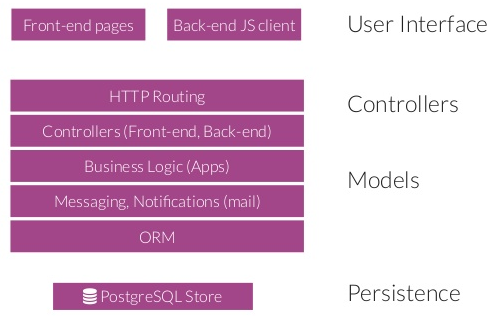 Front-end pages
Back-end JS client
User Interface
HTTP Routing
Controllers
Controllers (Front-end, Back-end)
Business Logic (Apps)
Models
Messaging, Notifications (mail)
ORM
PostgreSQL Store
Persistence